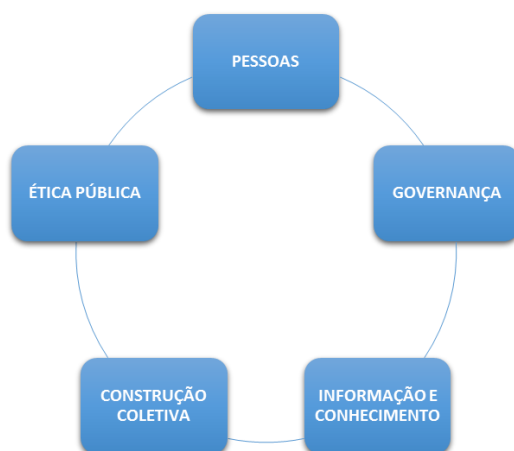 PESSOAS
ÉTICA PÚBLICA
GOVERNANÇA
CONSTRUÇÃO
COLETIVA
INFORMAÇÃO E
CONHECIMENTO